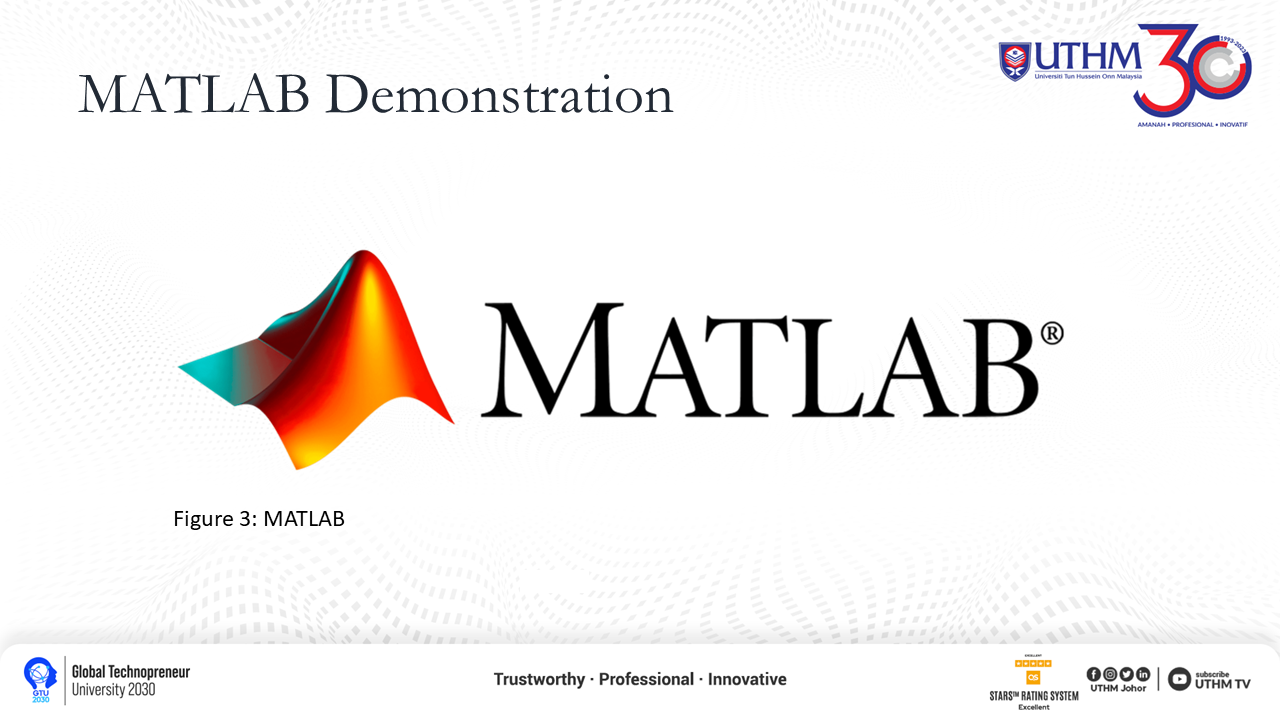 MATLAB Demonstration
UTHM
Universiti Tun Hussein Onn Malaysia
30
1993-2023
AMANAH • PROFESIONAL • INOVATIF
MATLAB®
Figure 3: MATLAB
GTU
2030
Global Technopreneur
University 2030
Trustworthy · Professional · Innovative
EXCELLENT
QS
STARS™ RATING SYSTEM
Excellent
UTHM Johor
subscribe
UTHM TV